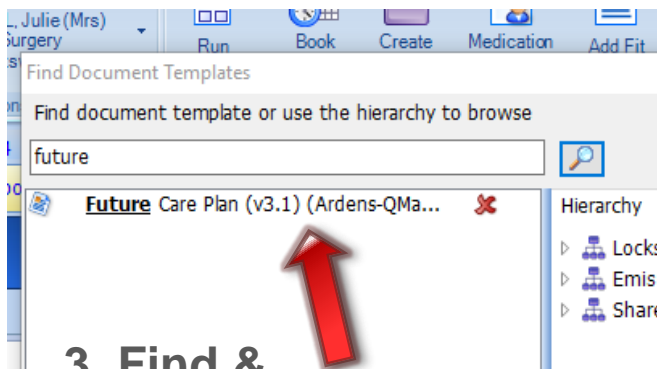 , Julie (Mrs)
Surgery
Run
Book
Create
Medication
Add Fit
Find Document Templates
Find document template or use the hierarchy to browse
future
Future Care Plan (v3.1) (Ardens-QMa...
Hierarchy
Locks
Emis
Share
3. Find &